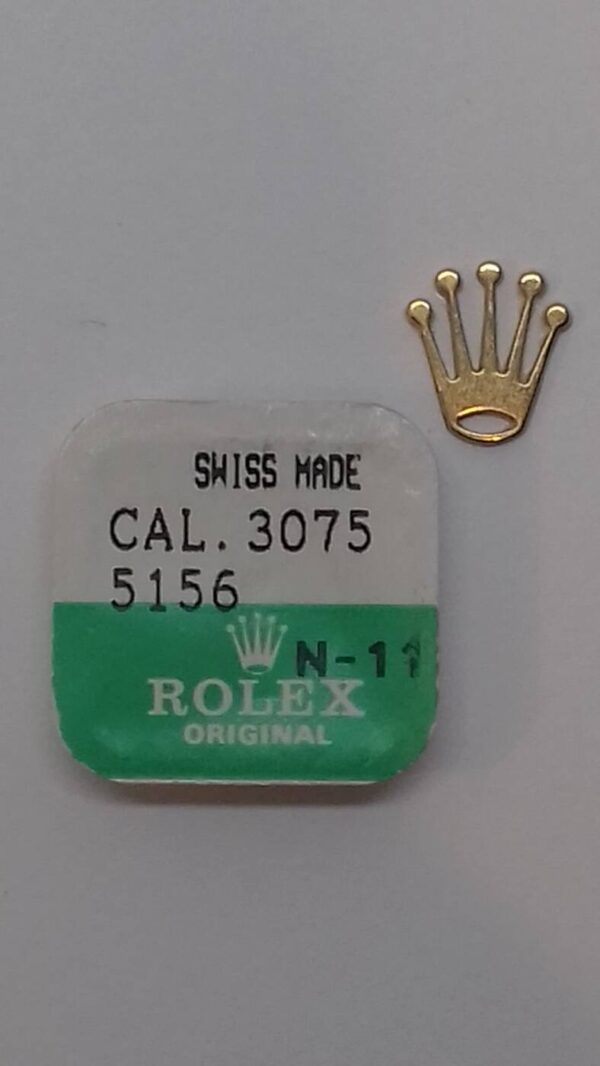 SWISS MADE
CAL. 3075
5156
N-11
ROLEX
ORIGINAL